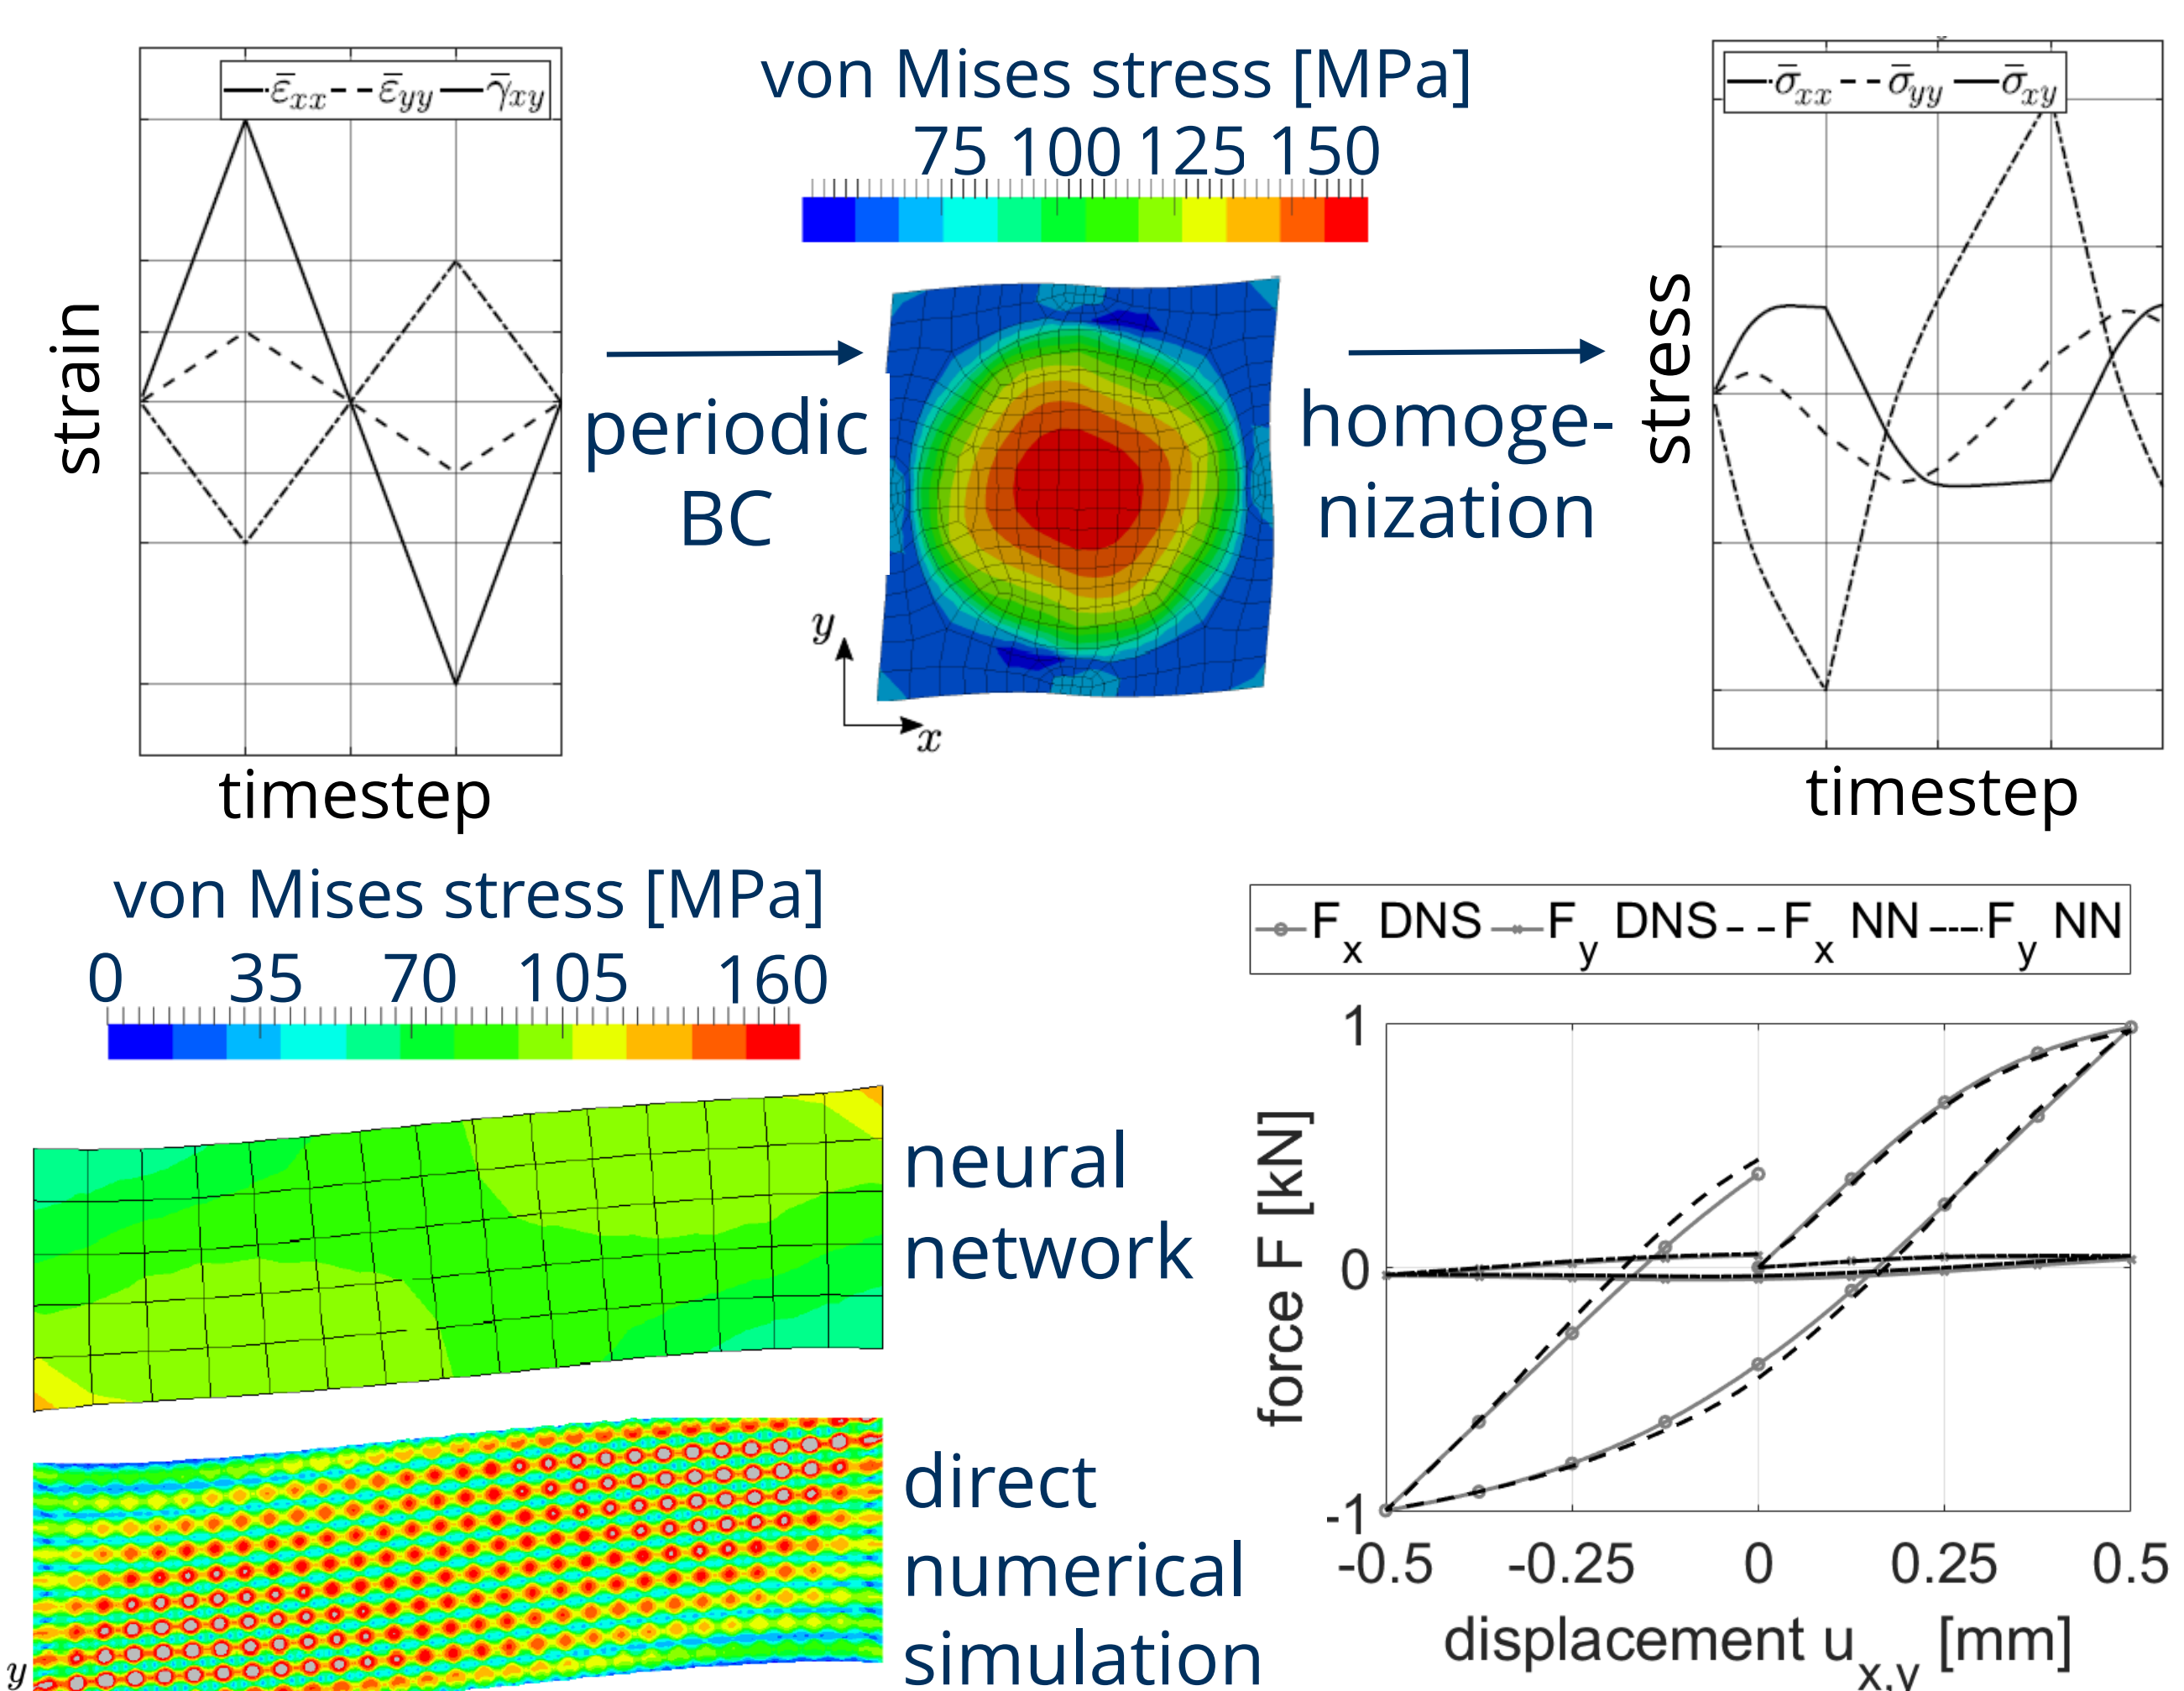 ε̄xx ε̄yy γ̄xy
strain
timestep
von Mises stress [MPa]
75 100 125 150
periodic
BC
y
x
homoge-
nization
σ̄xx σ̄yy σ̄xy
stress
timestep
von Mises stress [MPa]
0 35 70 105 160
neural
network
direct
numerical
simulation
y
Fx DNS Fy DNS Fx NN Fy NN
force F [kN]
1
0
-1
-0.5 -0.25 0 0.25 0.5
displacement ux,y [mm]